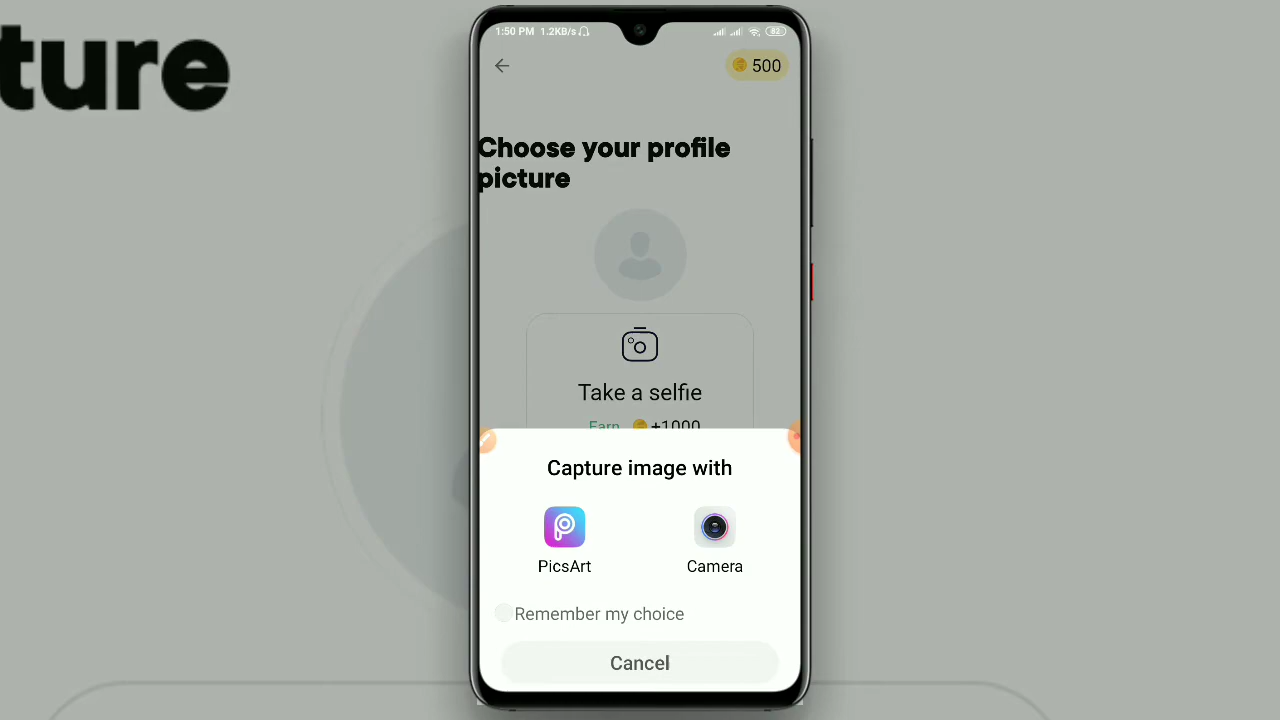 ture
1:50 PM 1.2KB/s 82
500
Choose your profile
picture
Take a selfie
Earn +1000
Capture image with
PicsArt Camera
Remember my choice
Cancel